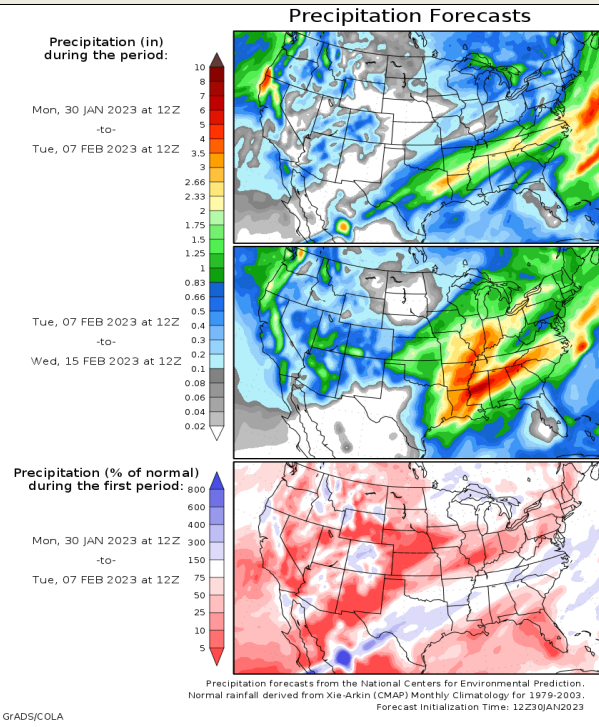 Precipitation Forecasts
Precipitation (in)
during the period:
Mon, 30 JAN 2023 at 12Z
-to-
Tue, 07 FEB 2023 at 12Z
10
8
7
6
5
4
3.5
3
2.66
2.33
2
1.75
1.5
1.25
1
0.83
0.66
0.5
0.4
0.3
0.2
0.1
0.08
0.06
0.04
0.02
Tue, 07 FEB 2023 at 12Z
-to-
Wed, 15 FEB 2023 at 12Z
Precipitation (% of normal)
during the first period:
Mon, 30 JAN 2023 at 12Z
-to-
Tue, 07 FEB 2023 at 12Z
800
600
400
300
150
75
50
25
10
5
Precipitation forecasts from the National Centers for Environmental Prediction.
Normal rainfall derived from Xie-Arkin (CMAP) Monthly Climatology for 1979-2003.
Forecast Initialization Time: 12Z30JAN2023
GrADS/COLA